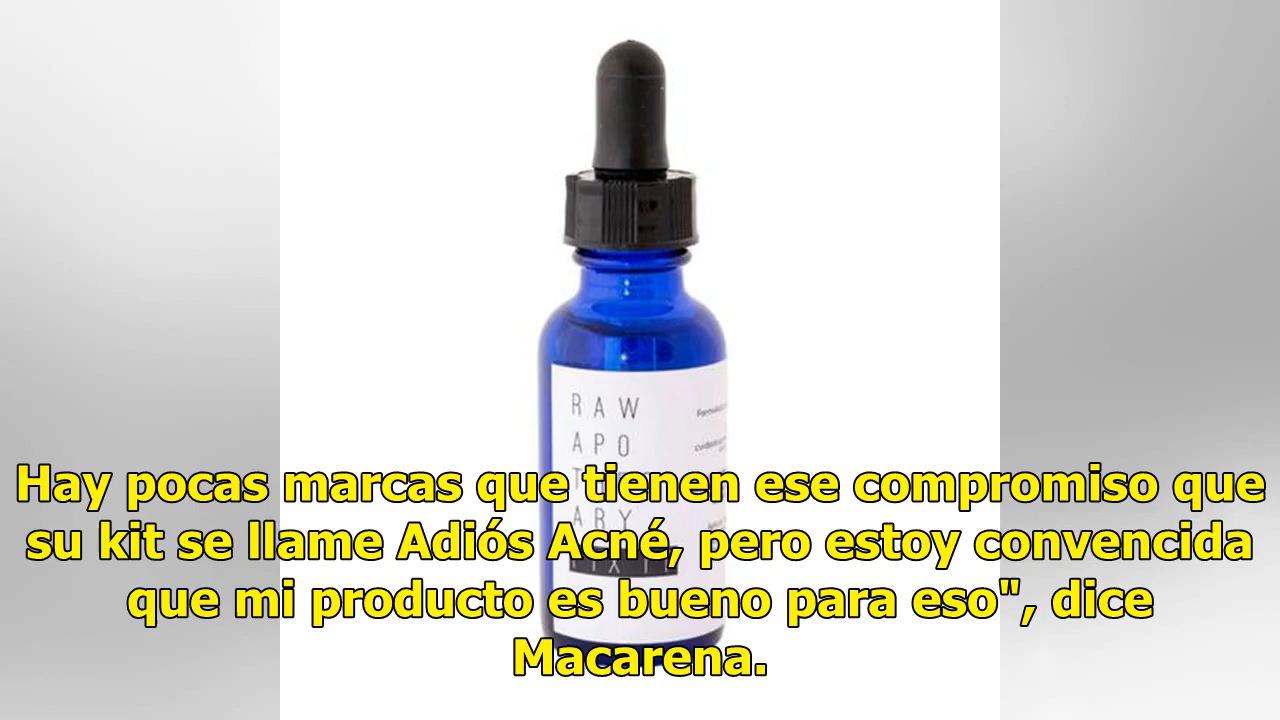 RAW
APO
ARY
Hay pocas marcas que tienen ese compromiso que
su kit se llame Adiós Acné, pero estoy convencida
que mi producto es bueno para eso", dice
Macarena.